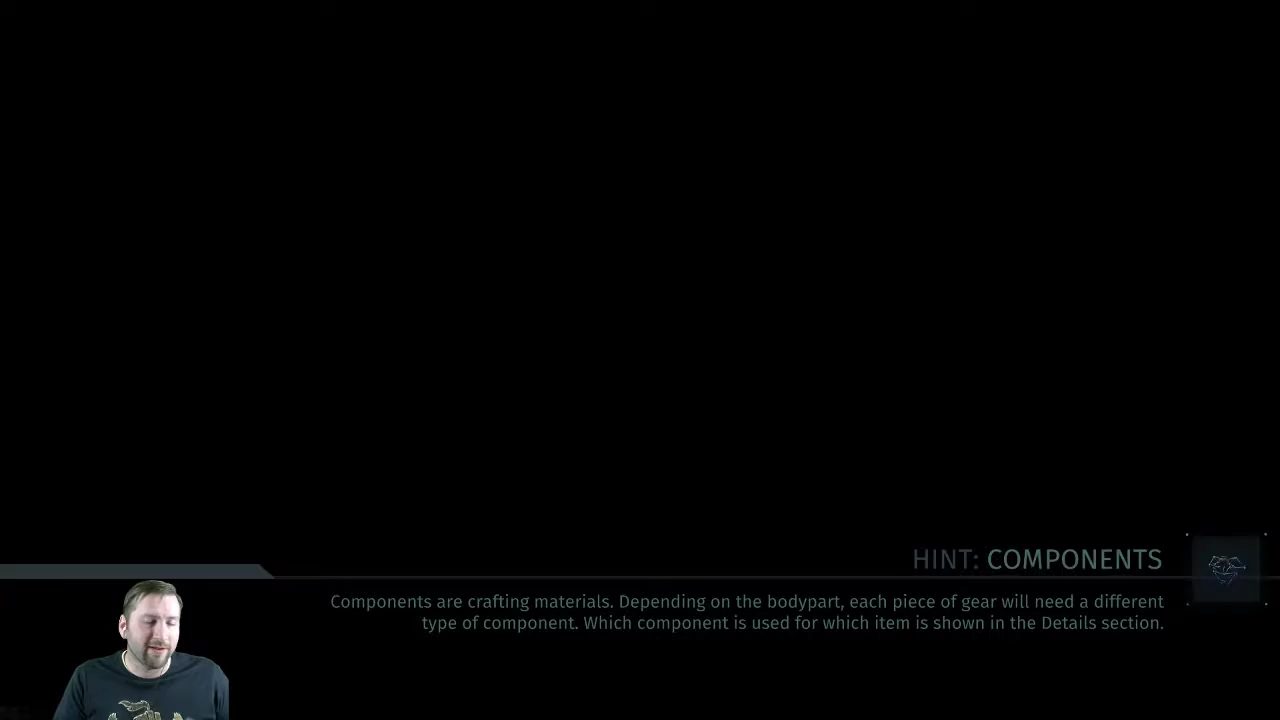 HINT: COMPONENTS
Components are crafting materials. Depending on the bodypart, each piece of gear will need a different
type of component. Which component is used for which item is shown in the Details section.